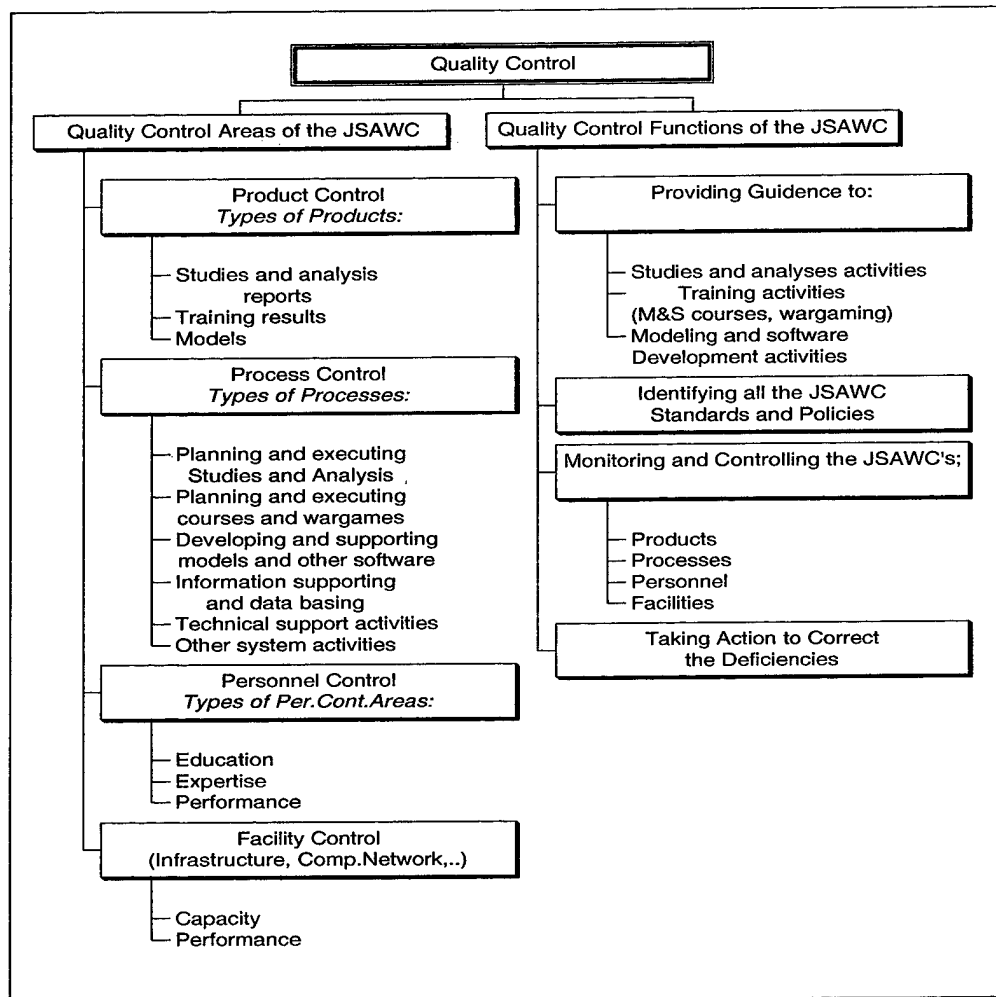 Quality Control
Quality Control Areas of the JSAWC
Product Control
Types of Products:
Studies and analysis
reports
Training results
Models
Process Control
Types of Processes:
Planning and executing
Studies and Analysis
Planning and executing
courses and wargames
Developing and supporting
models and other software
Information supporting
and data basing
Technical support activities
Other system activities
Personnel Control
Types of Per.Cont.Areas:
Education
Expertise
Performance
Facility Control
(Infrastructure, Comp.Network,..)
Capacity
Performance
Quality Control Functions of the JSAWC
Providing Guidence to:
Studies and analyses activities
Training activities
(M&S courses, wargaming)
Modeling and software
Development activities
Identifying all the JSAWC
Standards and Policies
Monitoring and Controlling the JSAWC's;
Products
Processes
Personnel
Facilities
Taking Action to Correct
the Deficiencies